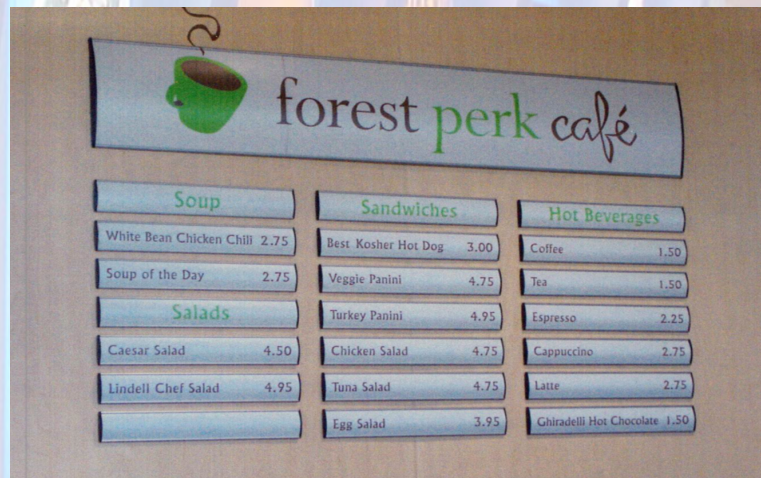 forest perk café
Soup
White Bean Chicken Chili 2.75
Soup of the Day 2.75
Salads
Caesar Salad 4.50
Lindell Chef Salad 4.95
Sandwiches
Best Kosher Hot Dog 3.00
Veggie Panini 4.75
Turkey Panini 4.95
Chicken Salad 4.75
Tuna Salad 4.75
Egg Salad 3.95
Hot Beverages
Coffee 1.50
Tea 1.50
Espresso 2.25
Cappuccino 2.75
Latte 2.75
Ghiradelli Hot Chocolate 1.50